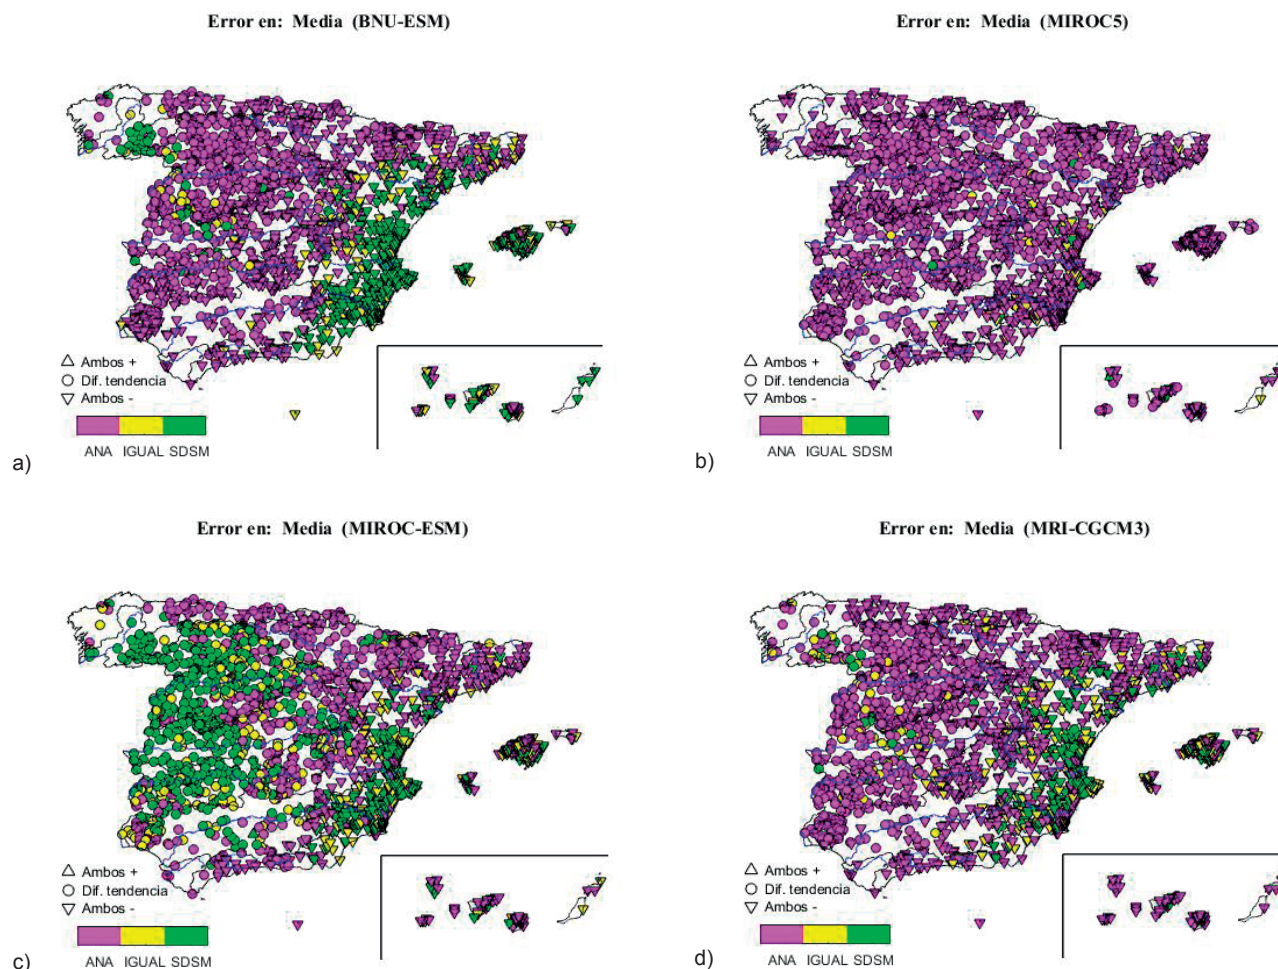 Error en: Media (BNU-ESM)
Ambos +
Dif. tendencia
Ambos -
ANA IGUAL SDSM
a)
Error en: Media (MIROC5)
Ambos +
Dif. tendencia
Ambos -
ANA IGUAL SDSM
b)
Error en: Media (MIROC-ESM)
Ambos +
Dif. tendencia
Ambos -
ANA IGUAL SDSM
c)
Error en: Media (MRI-CGCM3)
Ambos +
Dif. tendencia
Ambos -
ANA IGUAL SDSM
d)